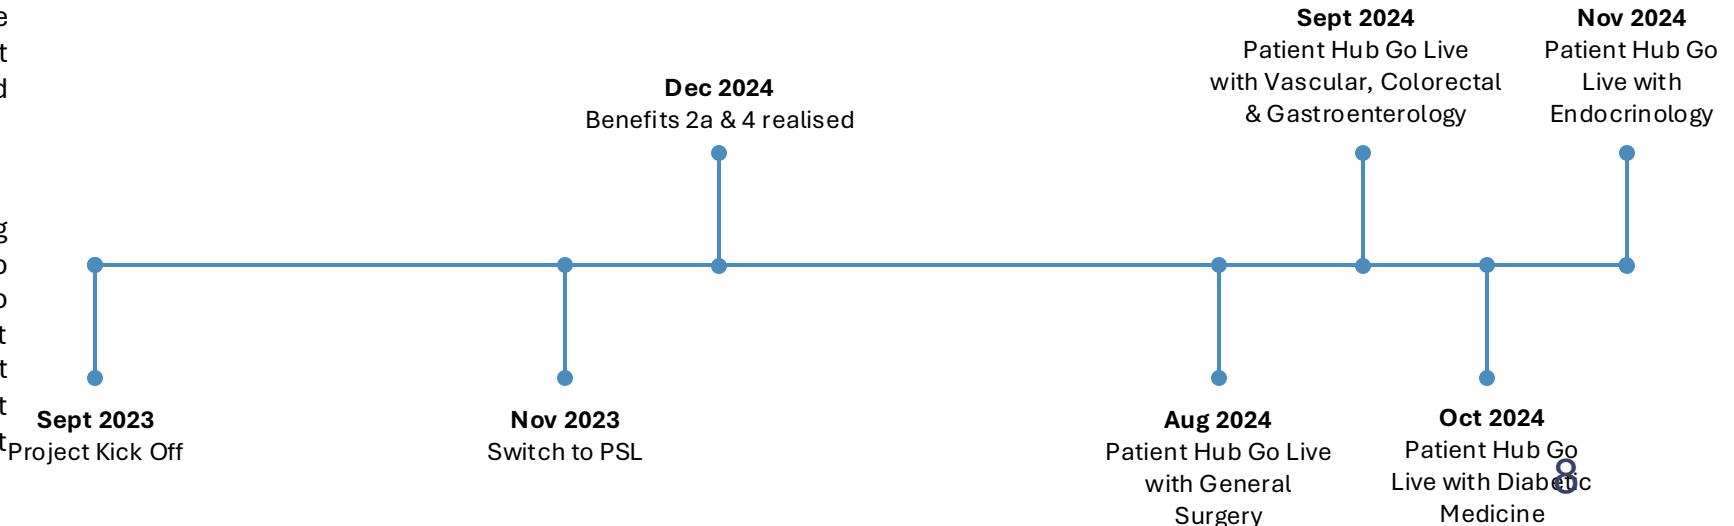 e
t
d
g
o
o
t
t
t
t
Sept 2023
Project Kick Off
Nov 2023
Switch to PSL
Dec 2024
Benefits 2a & 4 realised
Aug 2024
Patient Hub Go Live
with General
Surgery
Sept 2024
Patient Hub Go Live
with Vascular, Colorectal
& Gastroenterology
Oct 2024
Patient Hub Go
Live with Diabetic
Medicine
Nov 2024
Patient Hub Go
Live with
Endocrinology
8